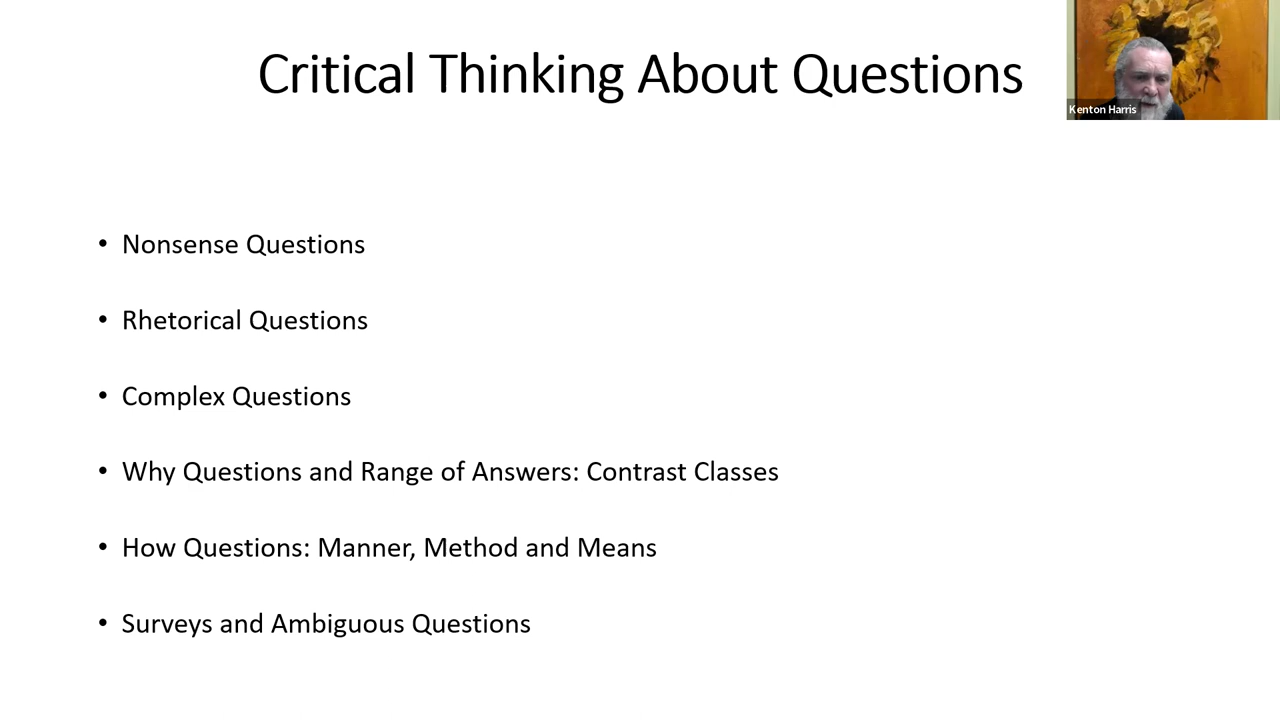 Critical Thinking About Questions
Kenton Harris
• Nonsense Questions
• Rhetorical Questions
• Complex Questions
• Why Questions and Range of Answers: Contrast Classes
• How Questions: Manner, Method and Means
• Surveys and Ambiguous Questions